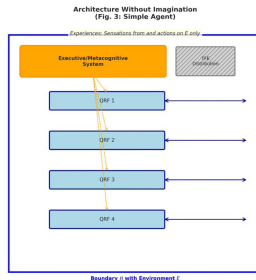 Architecture Without Imagination
(Fig. 3: Simple Agent)
Experiences: Sensations from and actions on E only
Executive/Metacognitive
System
Distribution
QRF 1
QRF 2
QRF 3
QRF 4
Boundary B with Environment E